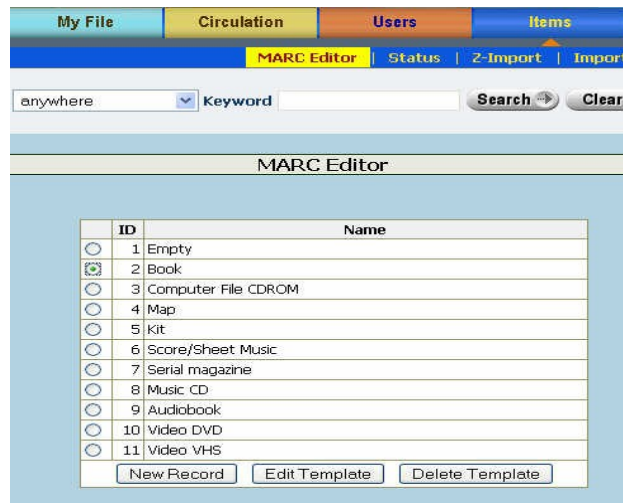 My File Circulation Users Items
MARC Editor | Status | Z-Import | Import
anywhere Keyword Search Clear
MARC Editor
ID Name
1 Empty
2 Book
3 Computer File CDROM
4 Map
5 Kit
6 Score/Sheet Music
7 Serial magazine
8 Music CD
9 Audiobook
10 Video DVD
11 Video VHS
New Record Edit Template Delete Template